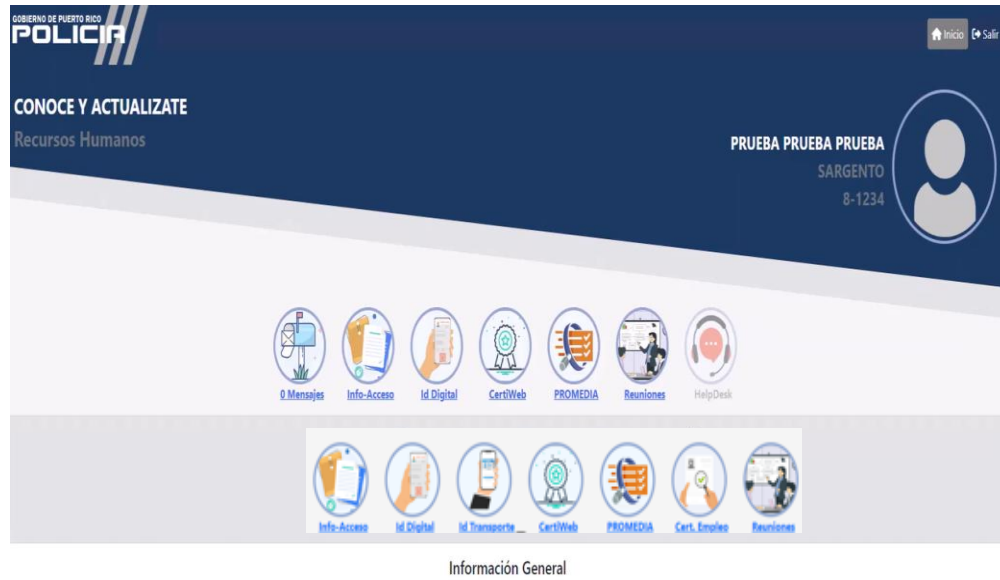 GOBIERNO DE PUERTO RICO
POLICIA
Inicio Salir
CONOCE Y ACTUALIZATE
Recursos Humanos
PRUEBA PRUEBA PRUEBA
SARGENTO
8-1234
0 Mensajes Info-Acceso Id Digital CertiWeb PROMEDIA Reuniones HelpDesk
Info-Acceso Id Digital Id Transporte CertiWeb PROMEDIA Cert. Empleo Reuniones
Información General